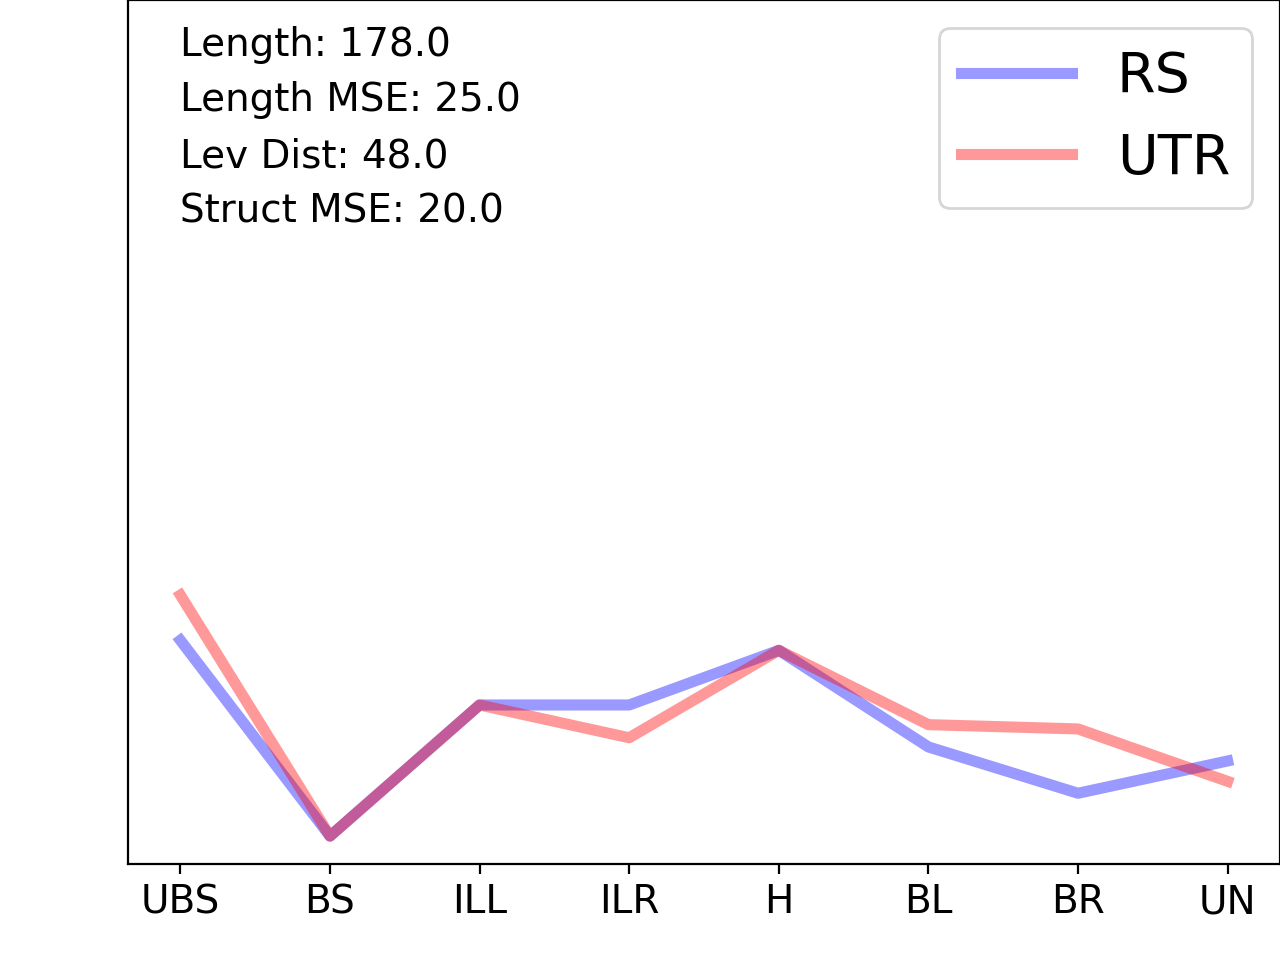 Length: 178.0
Length MSE: 25.0
Lev Dist: 48.0
Struct MSE: 20.0
RS
UTR
UBS BS ILL ILR H BL BR UN